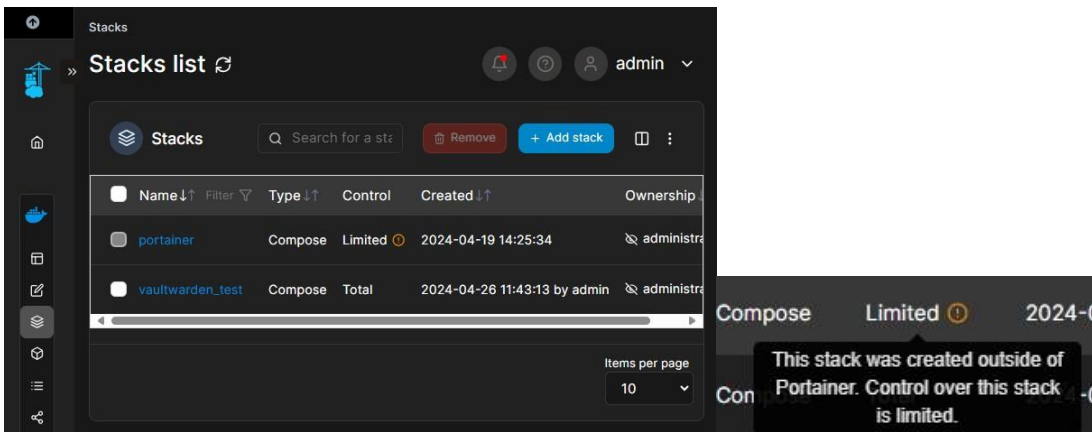 Stacks
Stacks list
admin
Stacks
Search for a sta
Remove
+ Add stack
Name Filter Type Control Created Ownership
portainer Compose Limited 2024-04-19 14:25:34 administra
vaultwarden_test Compose Total 2024-04-26 11:43:13 by admin administra
Items per page
10
Compose Limited 2024-0
This stack was created outside of
Portainer. Control over this stack
is limited.